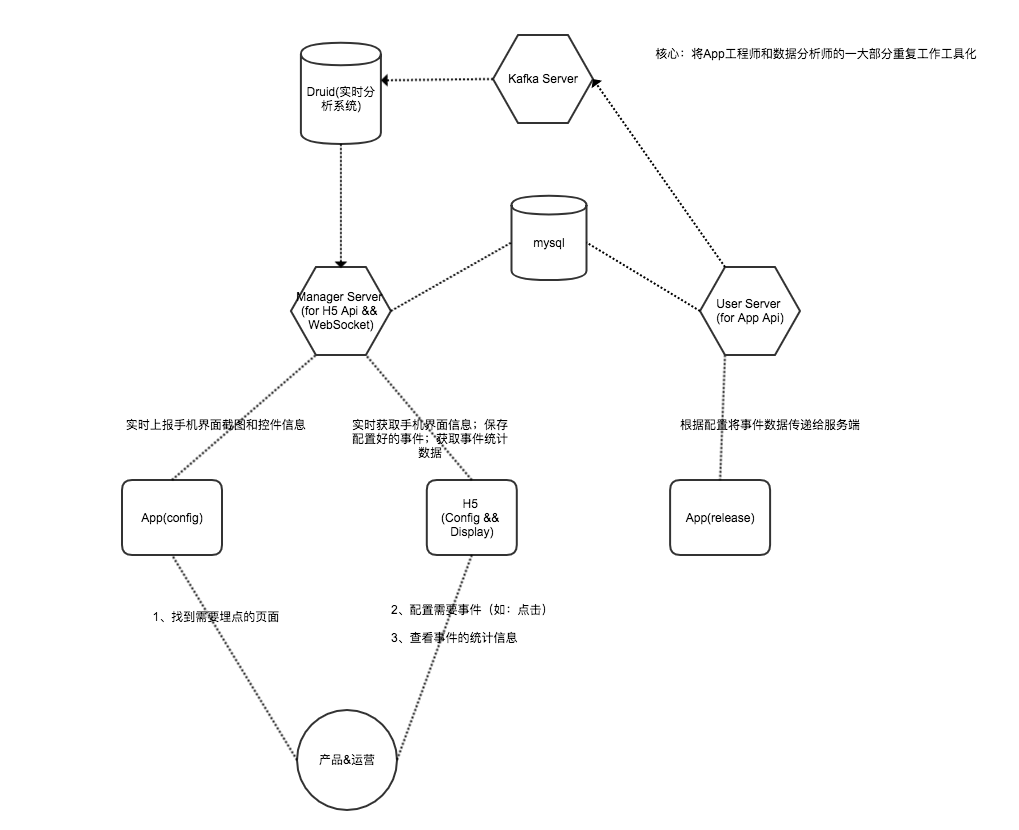 核心：将App工程师和数据分析师的一大部分重复工作工具化
Kafka Server
Druid(实时分
析系统)
mysql
Manager Server
(for H5 Api &&
WebSocket)
User Server
(for App Api)
实时上报手机界面截图和控件信息
实时获取手机界面信息；保存
配置好的事件；获取事件统计
数据
根据配置将事件数据传递给服务端
App(config)
H5
(Config &&
Display)
App(release)
1、找到需要埋点的页面
2、配置需要事件（如：点击）
3、查看事件的统计信息
产品&运营